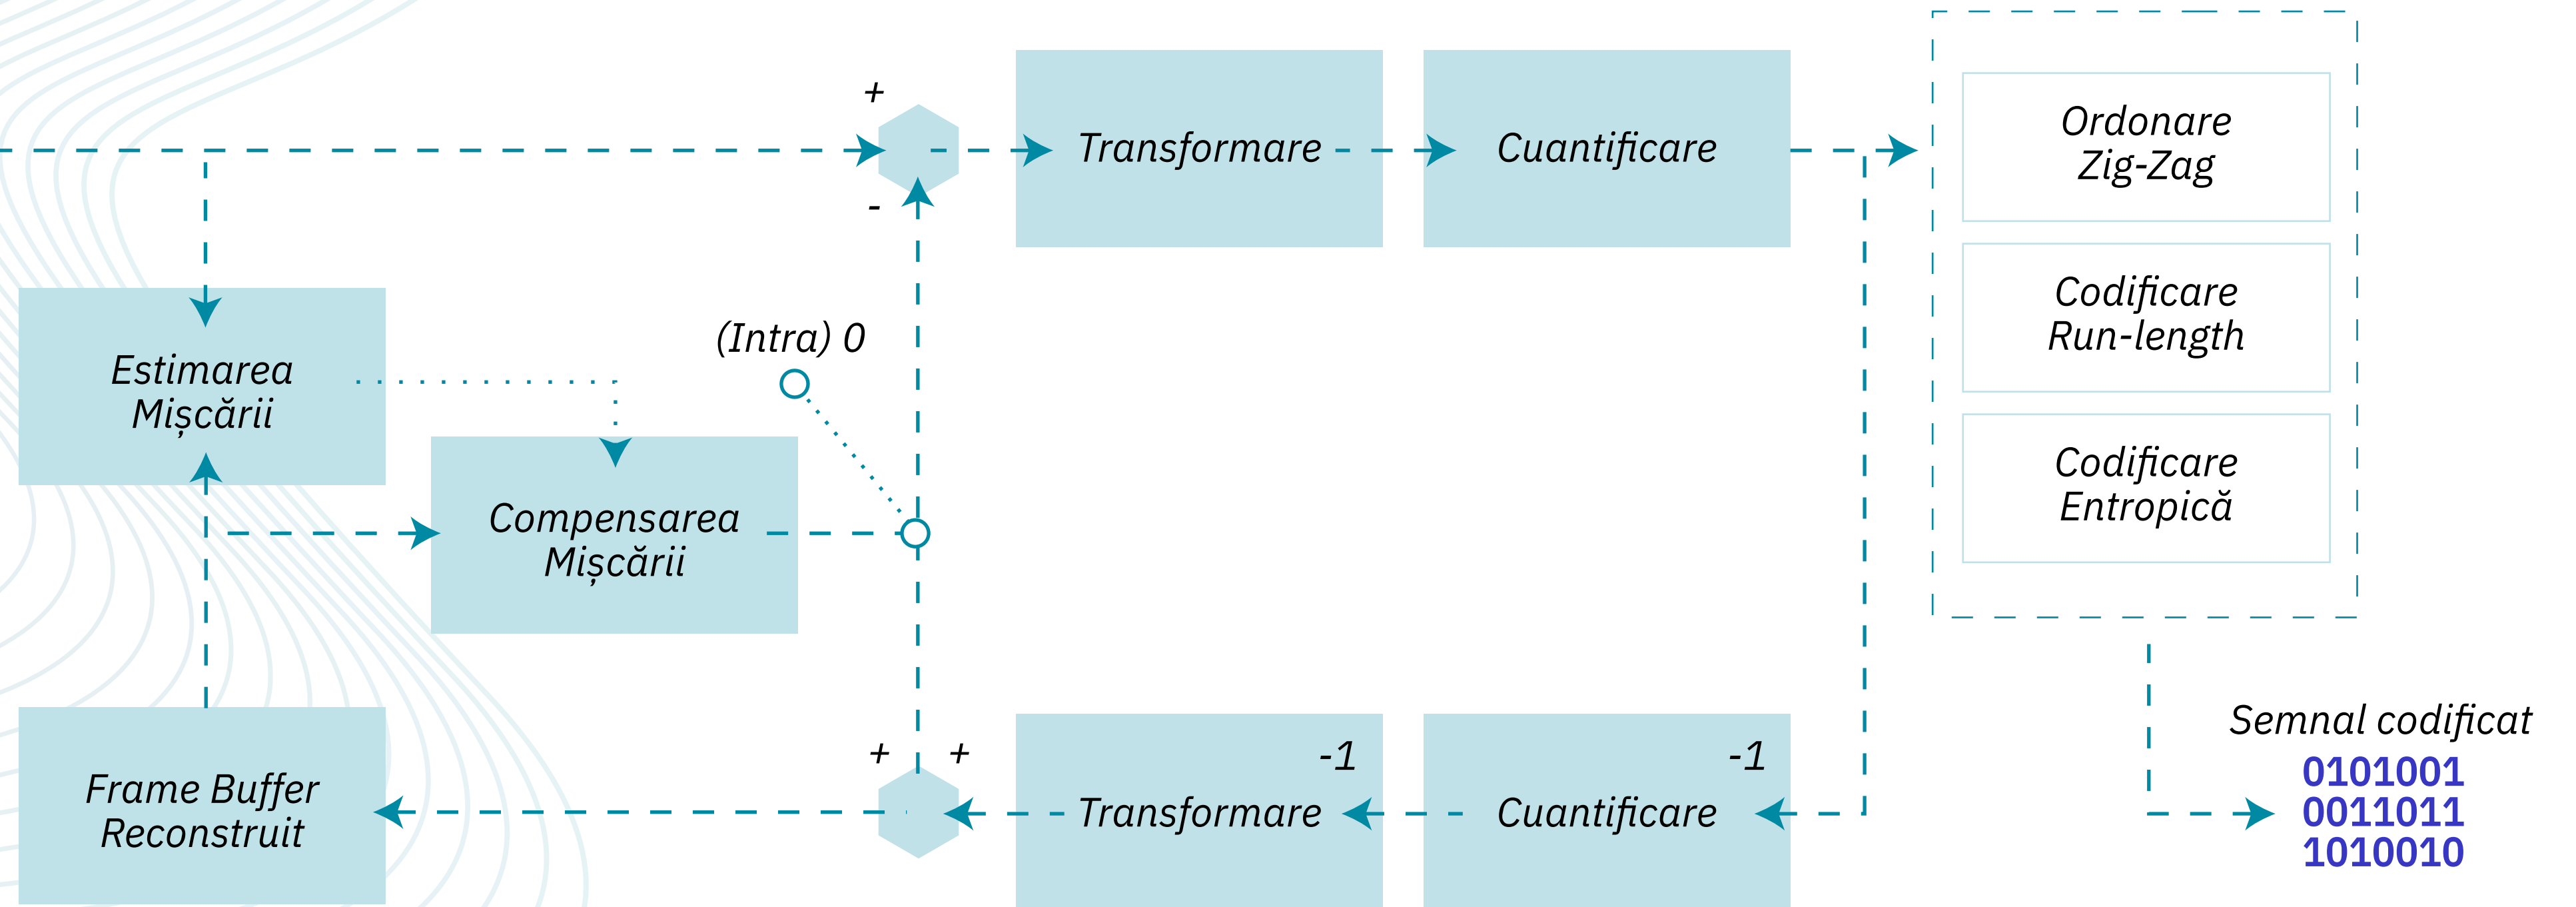 +
-
Transformare
Cuantificare
Ordonare
Zig-Zag
Codificare
Run-length
Codificare
Entropică
Estimarea
Mișcării
(Intra) 0
Compensarea
Mișcării
Frame Buffer
Reconstruit
+ +
-1
Transformare
-1
Cuantificare
Semnal codificat
0101001
0011011
1010010